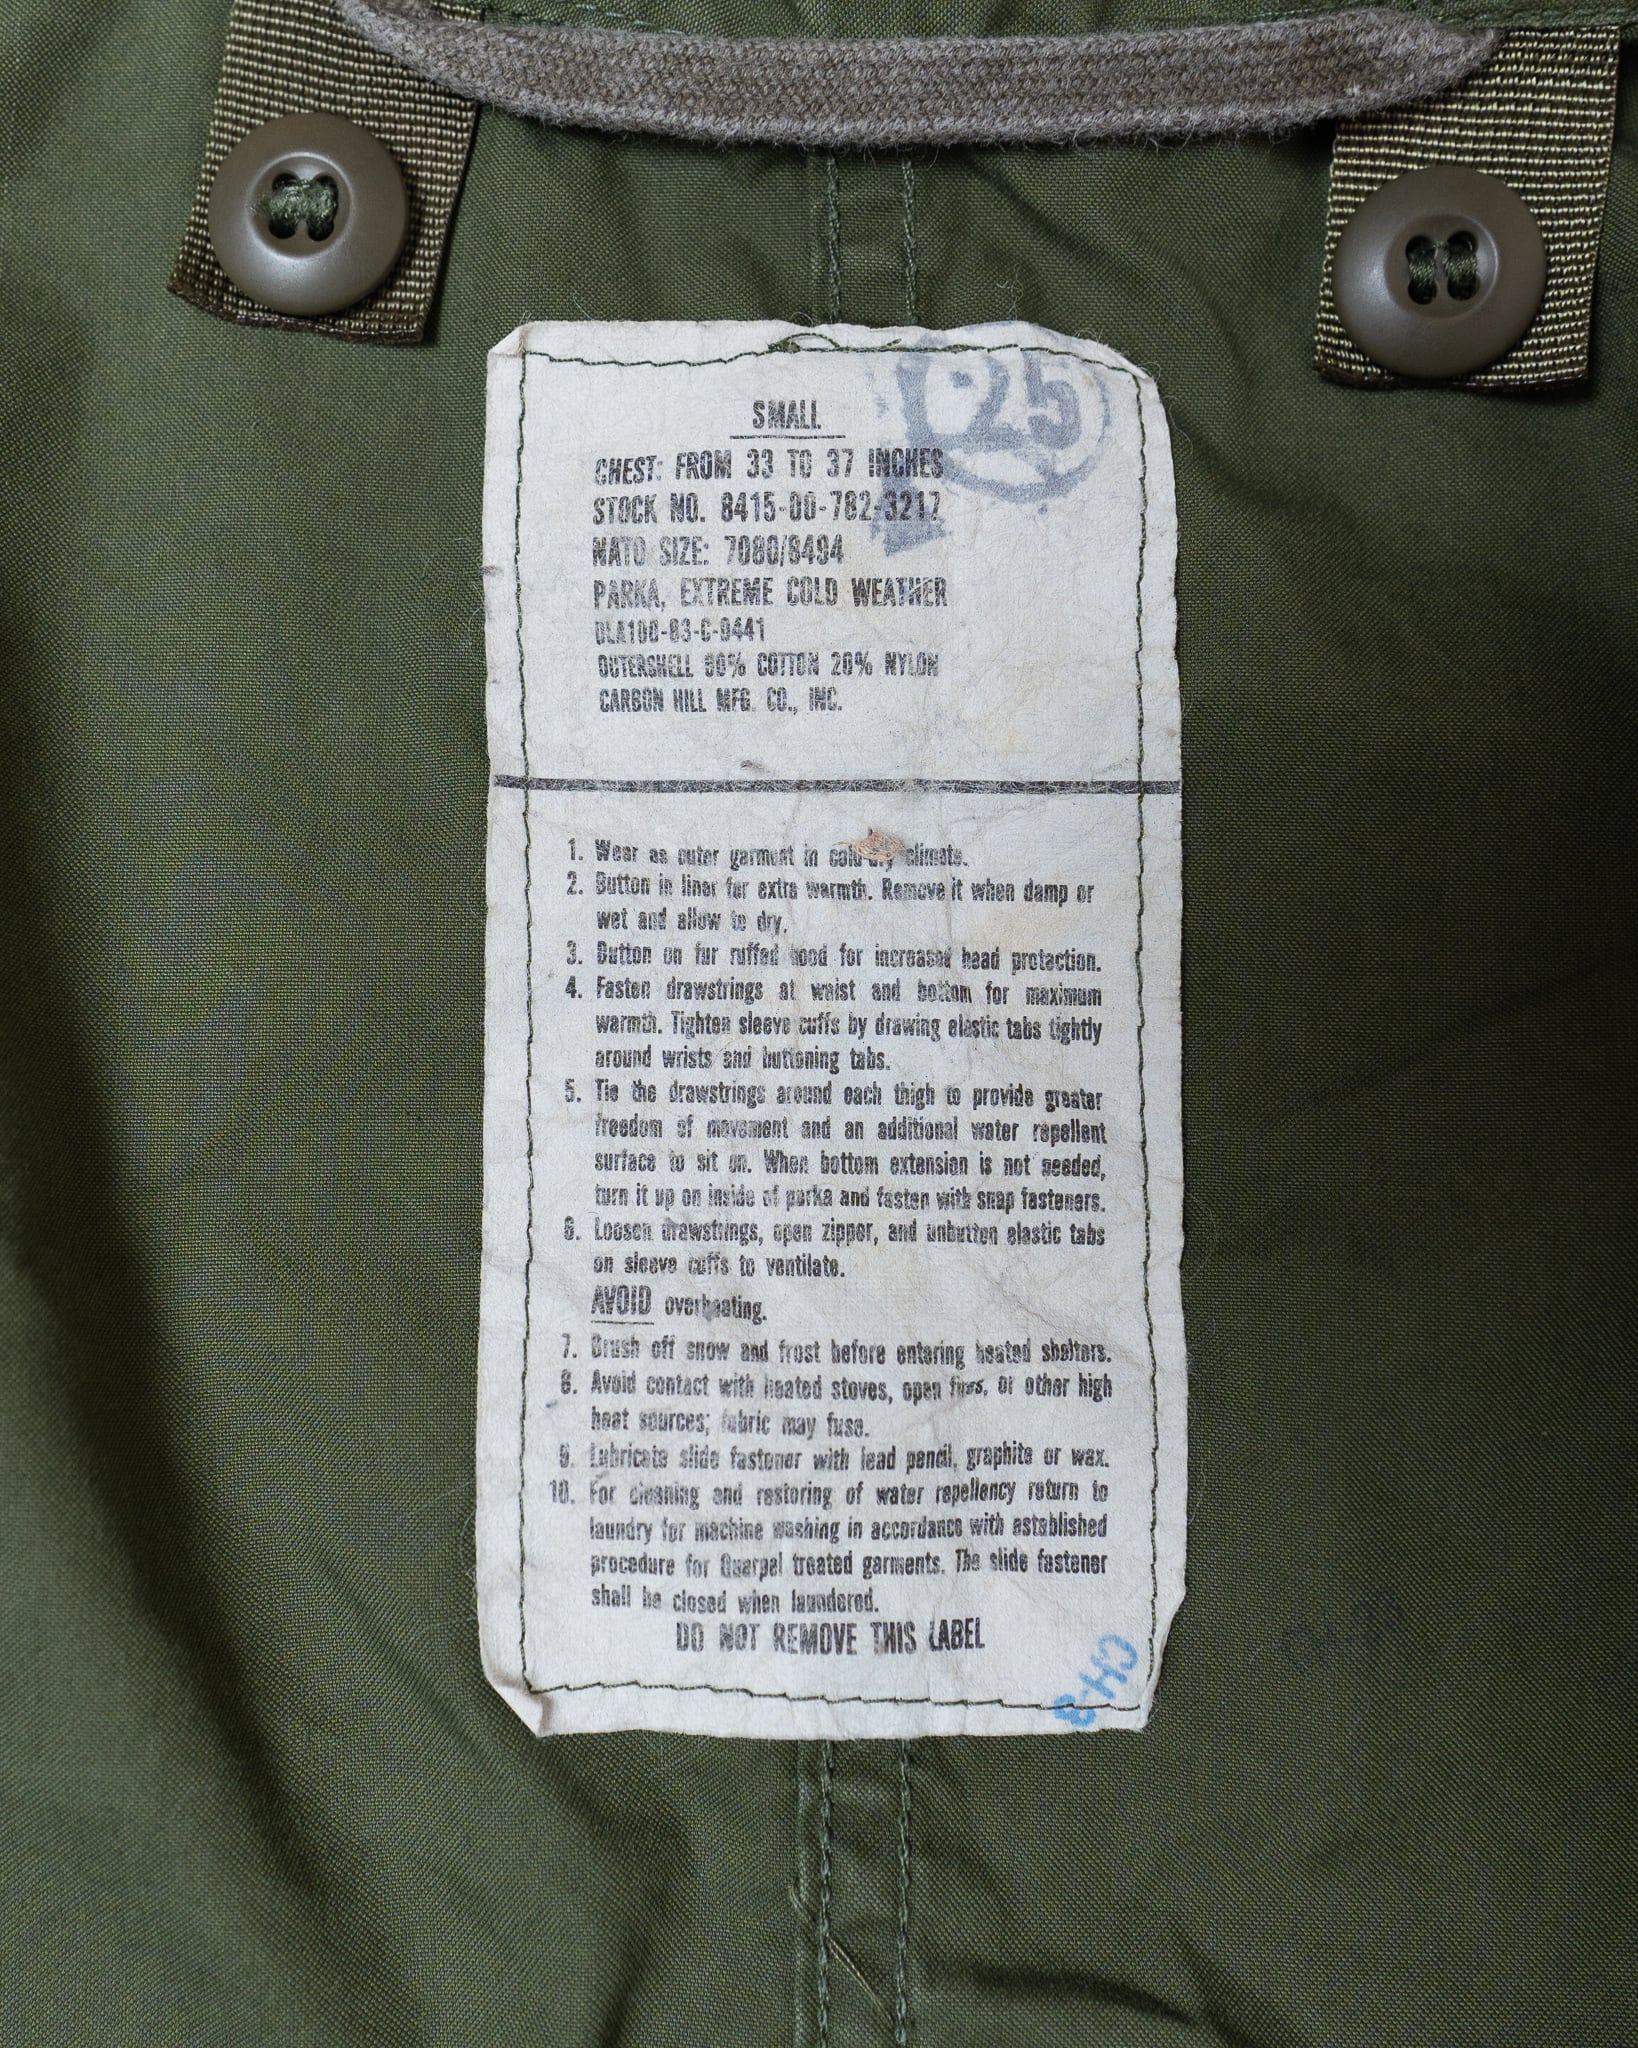 25
SMALL
CHEST: FROM 33 TO 37 INCHES
STOCK NO. 8415-00-782-3217
NATO SIZE: 7080/8494
PARKA, EXTREME COLD WEATHER
DLA100-83-C-0441
OUTERSHELL 80% COTTON 20% NYLON
CARBON HILL MFG. CO., INC.
1. Wear as outer garment in cold-dry climate.
2. Button in liner for extra warmth. Remove it when damp or
wet and allow to dry.
3. Button on fur ruffed hood for increased head protection.
4. Fasten drawstrings at waist and bottom for maximum
warmth. Tighten sleeve cuffs by drawing elastic tabs tightly
around wrists and buttoning tabs.
5. Tie the drawstrings around each thigh to provide greater
freedom of movement and an additional water repellent
surface to sit on. When bottom extension is not needed,
turn it up on inside of parka and fasten with snap fasteners.
6. Loosen drawstrings, open zipper, and unbutton elastic tabs
on sleeve cuffs to ventilate.
AVOID overheating.
7. Brush off snow and frost before entering heated shelters.
8. Avoid contact with heated stoves, open fires, or other high
heat sources; fabric may fuse.
9. Lubricate slide fastener with lead pencil, graphite or wax.
10. For cleaning and restoring of water repellency return to
laundry for machine washing in accordance with established
procedure for Quarpel treated garments. The slide fastener
shall be closed when laundered.
DO NOT REMOVE THIS LABEL
CH-3